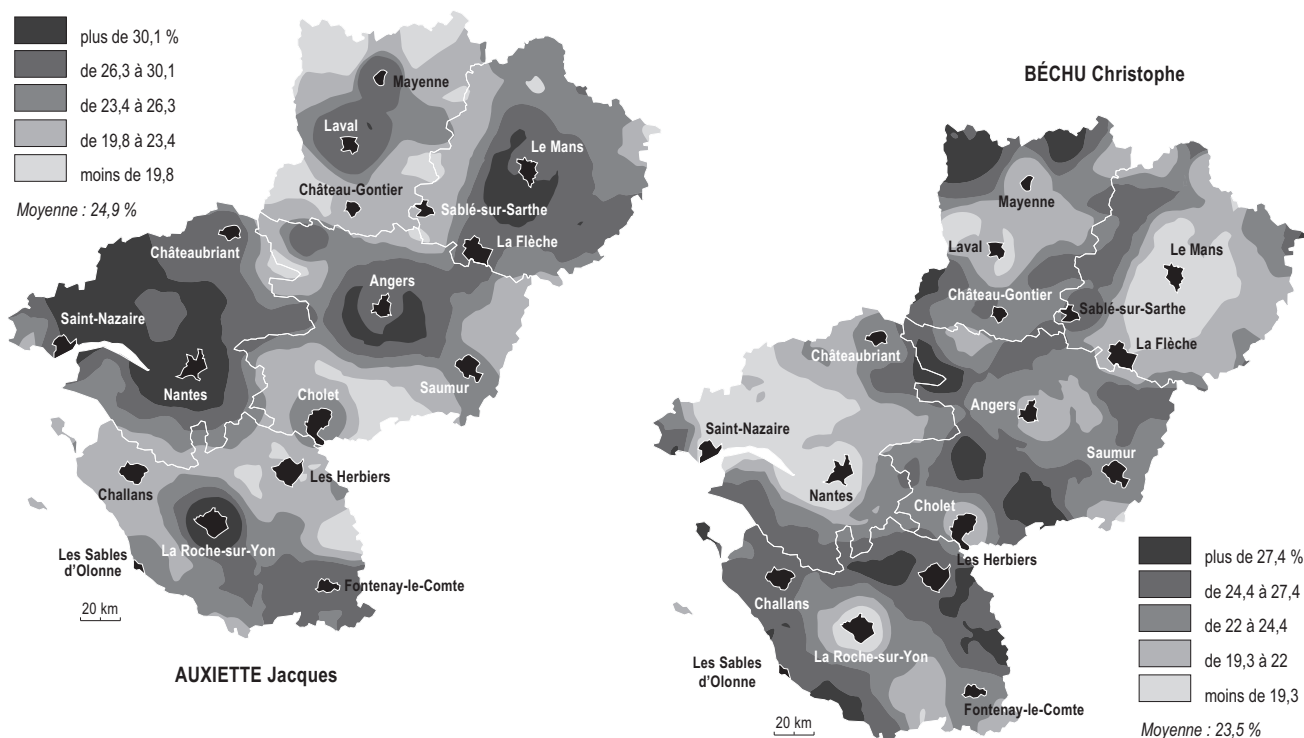 plus de 30,1 %
de 26,3 à 30,1
de 23,4 à 26,3
de 19,8 à 23,4
moins de 19,8
Moyenne : 24,9 %
Mayenne
Laval
Le Mans
Château-Gontier
Sablé-sur-Sarthe
La Flèche
Châteaubriant
Angers
Saint-Nazaire
Nantes
Saumur
Cholet
Les Herbiers
Challans
La Roche-sur-Yon
Les Sables
d'Olonne
Fontenay-le-Comte
20 km
AUXIETTE Jacques
BÉCHU Christophe
Mayenne
Laval
Le Mans
Château-Gontier
Sablé-sur-Sarthe
La Flèche
Châteaubriant
Angers
Saint-Nazaire
Saumur
Nantes
Cholet
Les Herbiers
Challans
La Roche-sur-Yon
Les Sables
d'Olonne
Fontenay-le-Comte
20 km
plus de 27,4 %
de 24,4 à 27,4
de 22 à 24,4
de 19,3 à 22
moins de 19,3
Moyenne : 23,5 %